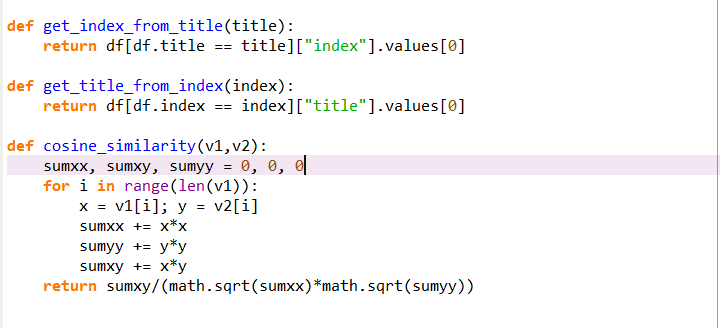 def get_index_from_title(title):
    return df[df.title == title]["index"].values[0]
def get_title_from_index(index):
    return df[df.index == index]["title"].values[0]
def cosine_similarity(v1,v2):
    sumxx, sumxy, sumyy = 0, 0, 0
    for i in range(len(v1)):
        x = v1[i]; y = v2[i]
        sumxx += x*x
        sumyy += y*y
        sumxy += x*y
    return sumxy/(math.sqrt(sumxx)*math.sqrt(sumyy))